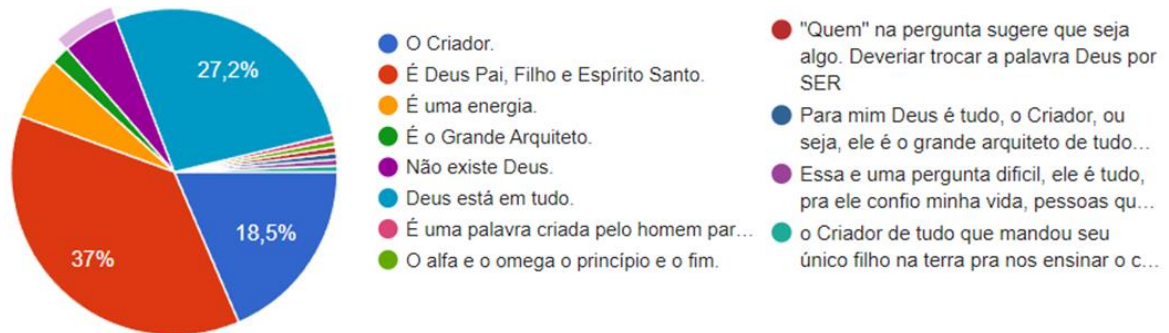 27,2%
18,5%
37%
O Criador.
É Deus Pai, Filho e Espírito Santo.
É uma energia.
É o Grande Arquiteto.
Não existe Deus.
Deus está em tudo.
É uma palavra criada pelo homem par...
O alfa e o omega o princípio e o fim.
"Quem" na pergunta sugere que seja
algo. Deveriar trocar a palavra Deus por
SER
Para mim Deus é tudo, o Criador, ou
seja, ele é o grande arquiteto de tudo...
Essa e uma pergunta dificil, ele é tudo,
pra ele confio minha vida, pessoas qu...
o Criador de tudo que mandou seu
único filho na terra pra nos ensinar o c...